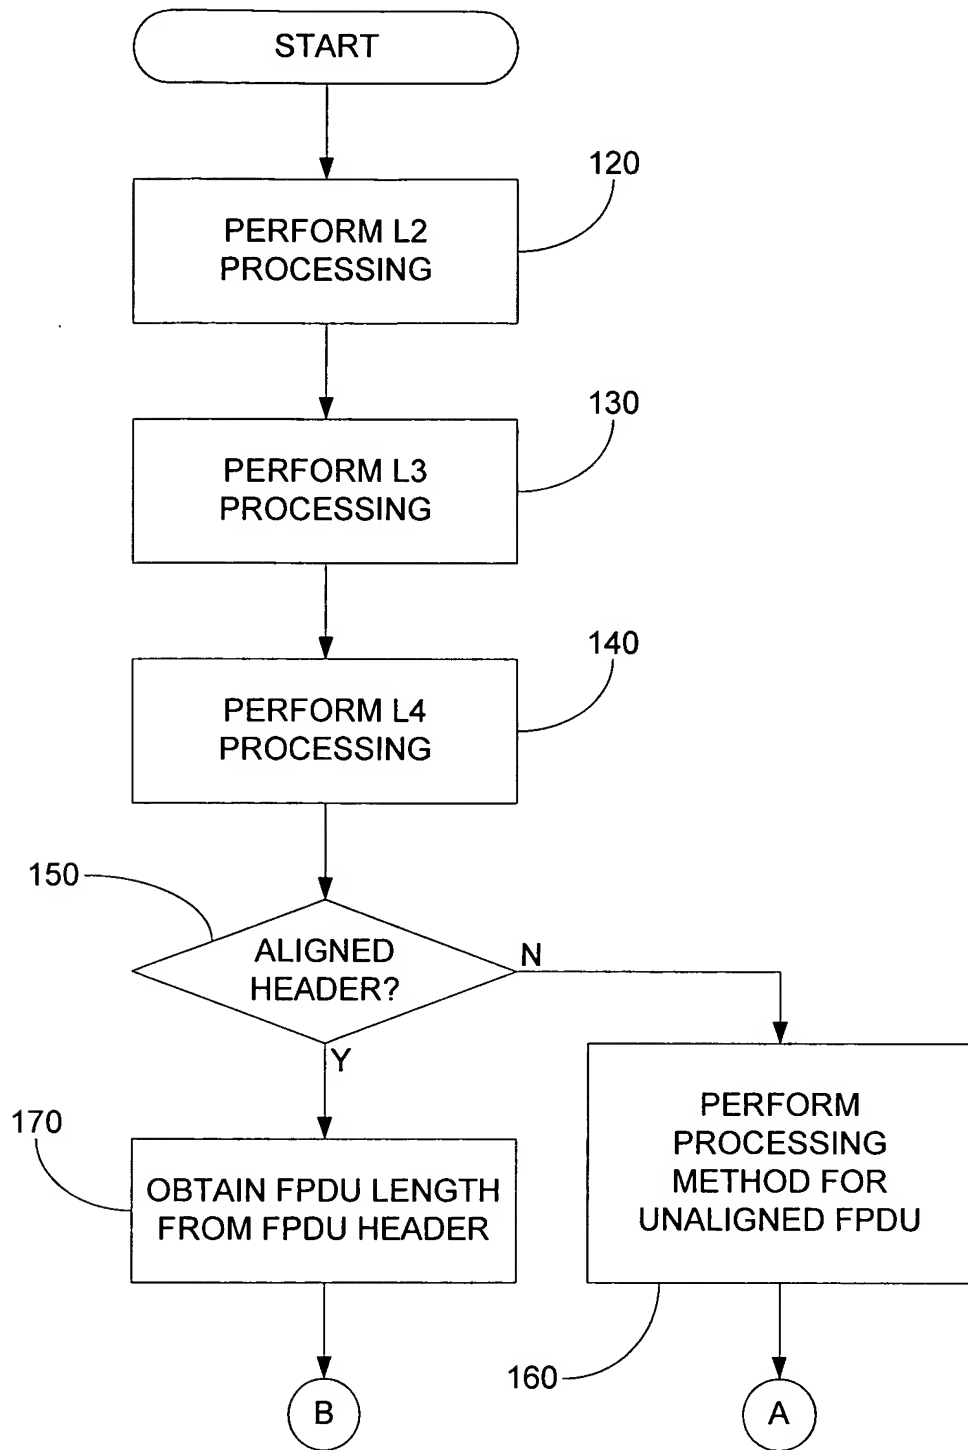 START
120
PERFORM L2
PROCESSING
130
PERFORM L3
PROCESSING
140
PERFORM L4
PROCESSING
150
ALIGNED
HEADER?
N
Y
170
OBTAIN FPDU LENGTH
FROM FPDU HEADER
PERFORM
PROCESSING
METHOD FOR
UNALIGNED FPDU
160
B
A